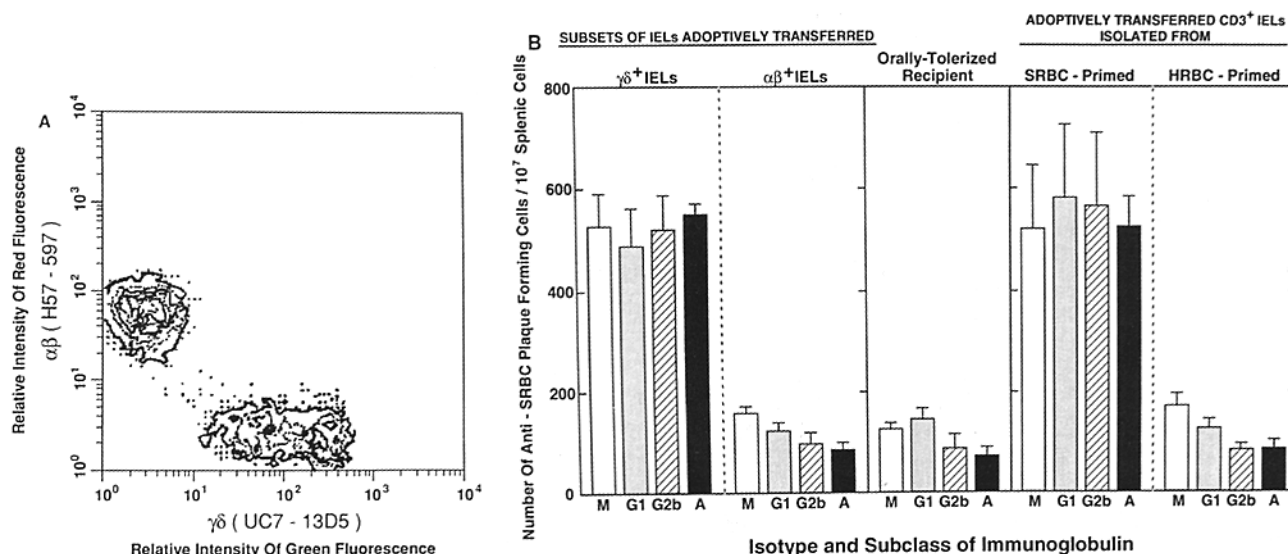 A
10⁴
10³
10²
10¹
10⁰
10⁰ 10¹ 10² 10³ 10⁴
Relative Intensity Of Red Fluorescence
αβ ( H57 - 597)
γδ ( UC7 - 13D5 )
Relative Intensity Of Green Fluorescence
B
SUBSETS OF IELs ADOPTIVELY TRANSFERRED
γδ⁺IELs
αβ⁺IELs
Orally-Tolerized
Recipient
ADOPTIVELY TRANSFERRED CD3⁺ IELs
ISOLATED FROM
SRBC - Primed
HRBC - Primed
Number Of Anti - SRBC Plaque Forming Cells / 10⁷ Splenic Cells
800
600
400
200
0
M G1 G2b A
M G1 G2b A
M G1 G2b A
M G1 G2b A
M G1 G2b A
Isotype and Subclass of Immunoglobulin